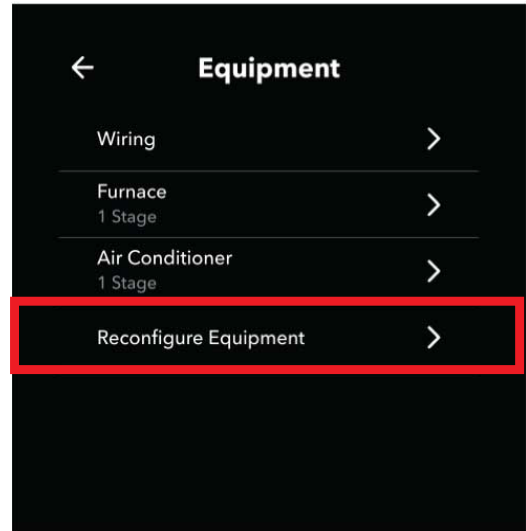 Equipment
Wiring
Furnace
1 Stage
Air Conditioner
1 Stage
Reconfigure Equipment